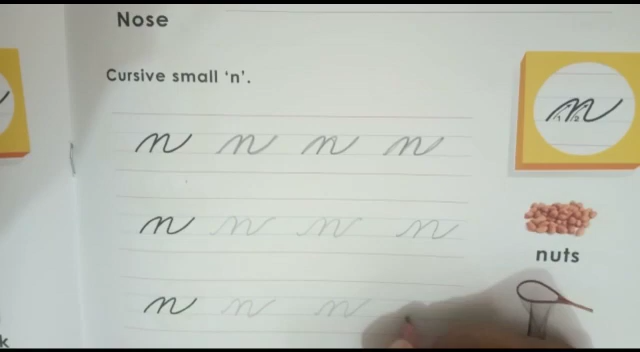 Nose
Cursive small ‘n’.
n n n n n
n n n n
nuts
n n n
k